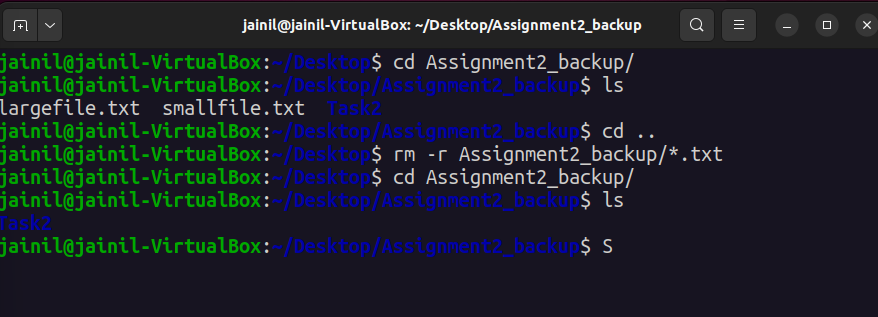 jainil@jainil-VirtualBox: ~/Desktop/Assignment2_backup
jainil@jainil-VirtualBox:~/Desktop$ cd Assignment2_backup/
jainil@jainil-VirtualBox:~/Desktop/Assignment2_backup$ ls
largefile.txt  smallfile.txt  Task2
jainil@jainil-VirtualBox:~/Desktop/Assignment2_backup$ cd ..
jainil@jainil-VirtualBox:~/Desktop$ rm -r Assignment2_backup/*.txt
jainil@jainil-VirtualBox:~/Desktop$ cd Assignment2_backup/
jainil@jainil-VirtualBox:~/Desktop/Assignment2_backup$ ls
Task2
jainil@jainil-VirtualBox:~/Desktop/Assignment2_backup$ S